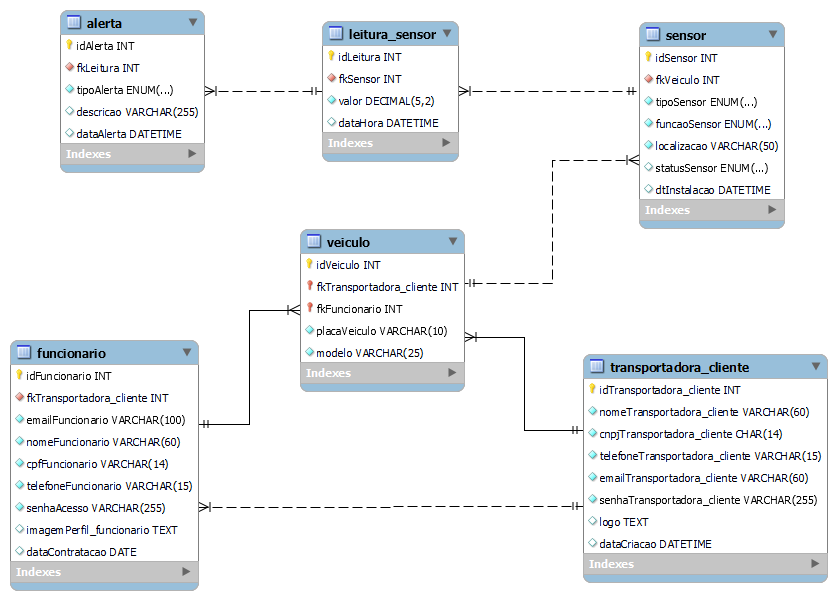 alerta
idAlerta INT
fkLeitura INT
tipoAlerta ENUM(...)
descricao VARCHAR(255)
dataAlerta DATETIME
Indexes
leitura_sensor
idLeitura INT
fkSensor INT
valor DECIMAL(5,2)
dataHora DATETIME
Indexes
sensor
idSensor INT
fkVeiculo INT
tipoSensor ENUM(...)
funcaoSensor ENUM(...)
localizacao VARCHAR(50)
statusSensor ENUM(...)
dtInstalacao DATETIME
Indexes
veiculo
idVeiculo INT
fkTransportadora_cliente INT
fkFuncionario INT
placaVeiculo VARCHAR(10)
modelo VARCHAR(25)
Indexes
funcionario
idFuncionario INT
fkTransportadora_cliente INT
emailFuncionario VARCHAR(100)
nomeFuncionario VARCHAR(60)
cpfFuncionario VARCHAR(14)
telefoneFuncionario VARCHAR(15)
senhaAcesso VARCHAR(255)
imagemPerfil_funcionario TEXT
dataContratacao DATE
Indexes
transportadora_cliente
idTransportadora_cliente INT
nomeTransportadora_cliente VARCHAR(60)
cnpjTransportadora_cliente CHAR(14)
telefoneTransportadora_cliente VARCHAR(15)
emailTransportadora_cliente VARCHAR(60)
senhaTransportadora_cliente VARCHAR(255)
logo TEXT
dataCriacao DATETIME
Indexes